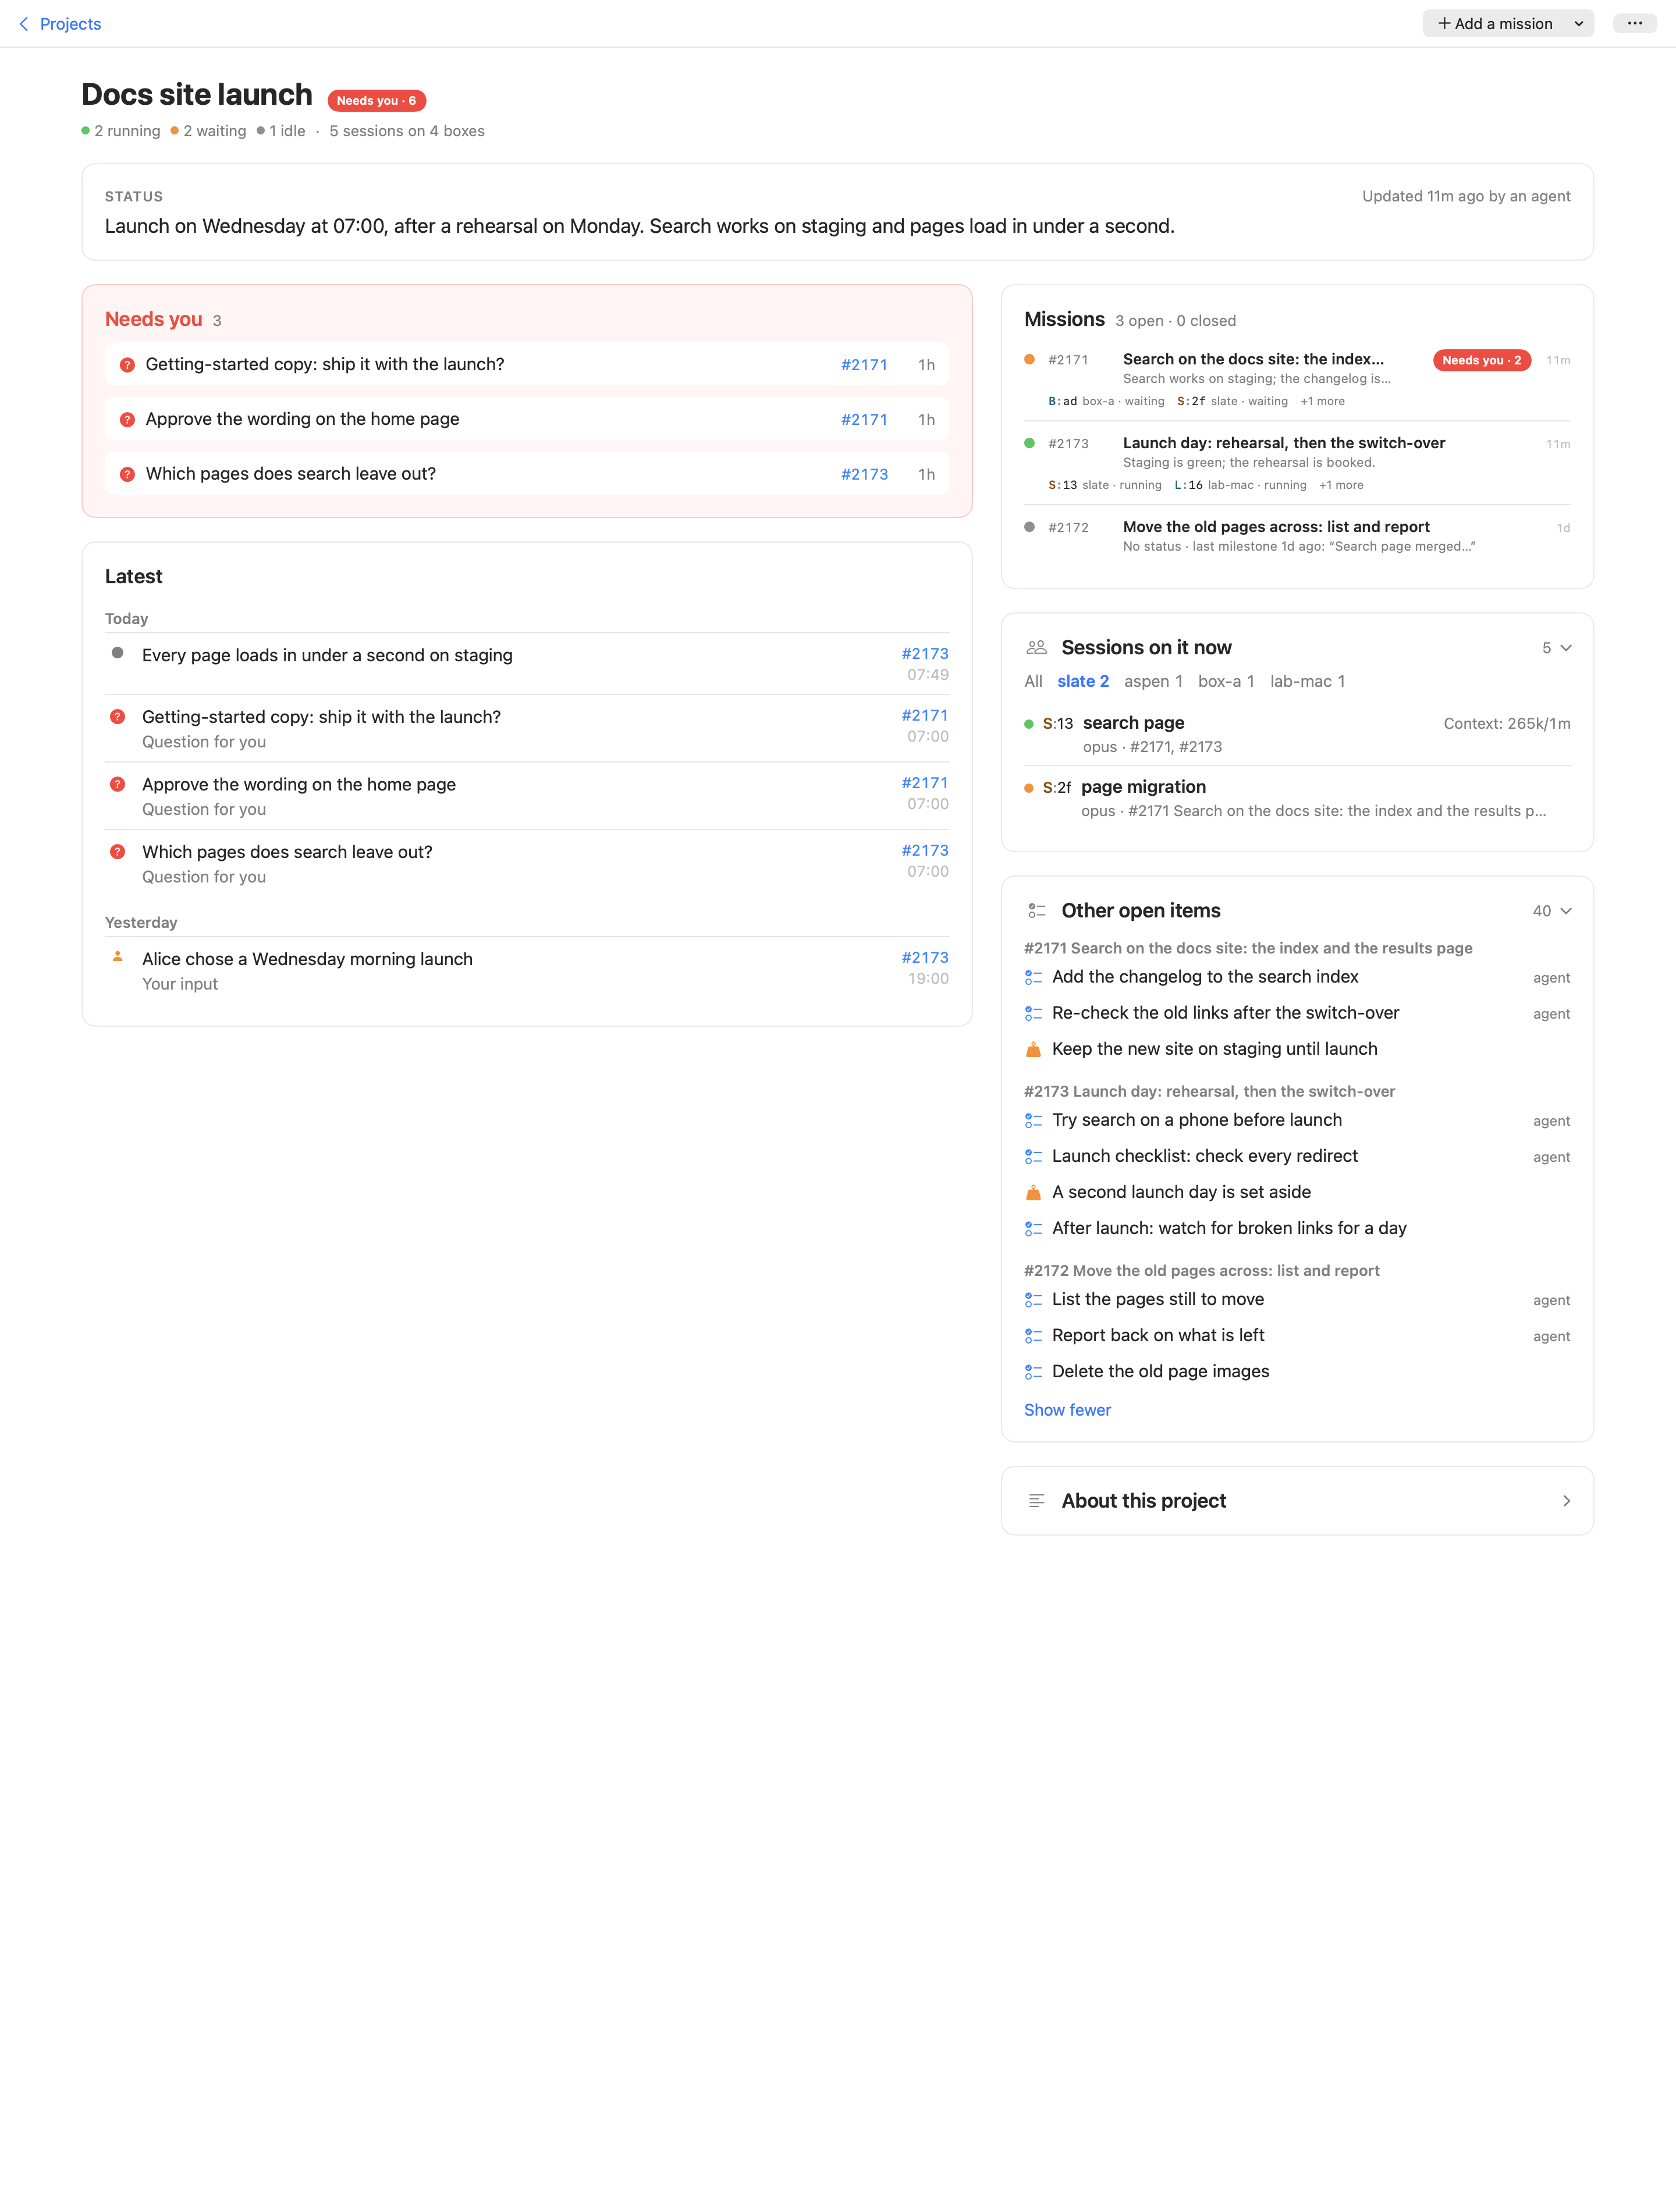 Projects
+ Add a mission
Docs site launch
Needs you · 6
2 running 2 waiting 1 idle · 5 sessions on 4 boxes
STATUS
Updated 11m ago by an agent
Launch on Wednesday at 07:00, after a rehearsal on Monday. Search works on staging and pages load in under a second.
Needs you 3
? Getting-started copy: ship it with the launch? #2171 1h
? Approve the wording on the home page #2171 1h
? Which pages does search leave out? #2173 1h
Latest
Today
Every page loads in under a second on staging #2173
07:49
? Getting-started copy: ship it with the launch? #2171
Question for you 07:00
? Approve the wording on the home page #2171
Question for you 07:00
? Which pages does search leave out? #2173
Question for you 07:00
Yesterday
Alice chose a Wednesday morning launch #2173
Your input 19:00
Missions 3 open · 0 closed
#2171 Search on the docs site: the index... Needs you · 2 11m
Search works on staging; the changelog is...
B:ad box-a · waiting S:2f slate · waiting +1 more
#2173 Launch day: rehearsal, then the switch-over 11m
Staging is green; the rehearsal is booked.
S:13 slate · running L:16 lab-mac · running +1 more
#2172 Move the old pages across: list and report 1d
No status · last milestone 1d ago: “Search page merged...”
Sessions on it now 5
All slate 2 aspen 1 box-a 1 lab-mac 1
S:13 search page Context: 265k/1m
opus · #2171, #2173
S:2f page migration
opus · #2171 Search on the docs site: the index and the results p...
Other open items 40
#2171 Search on the docs site: the index and the results page
Add the changelog to the search index agent
Re-check the old links after the switch-over agent
Keep the new site on staging until launch
#2173 Launch day: rehearsal, then the switch-over
Try search on a phone before launch agent
Launch checklist: check every redirect agent
A second launch day is set aside
After launch: watch for broken links for a day
#2172 Move the old pages across: list and report
List the pages still to move agent
Report back on what is left agent
Delete the old page images
Show fewer
About this project